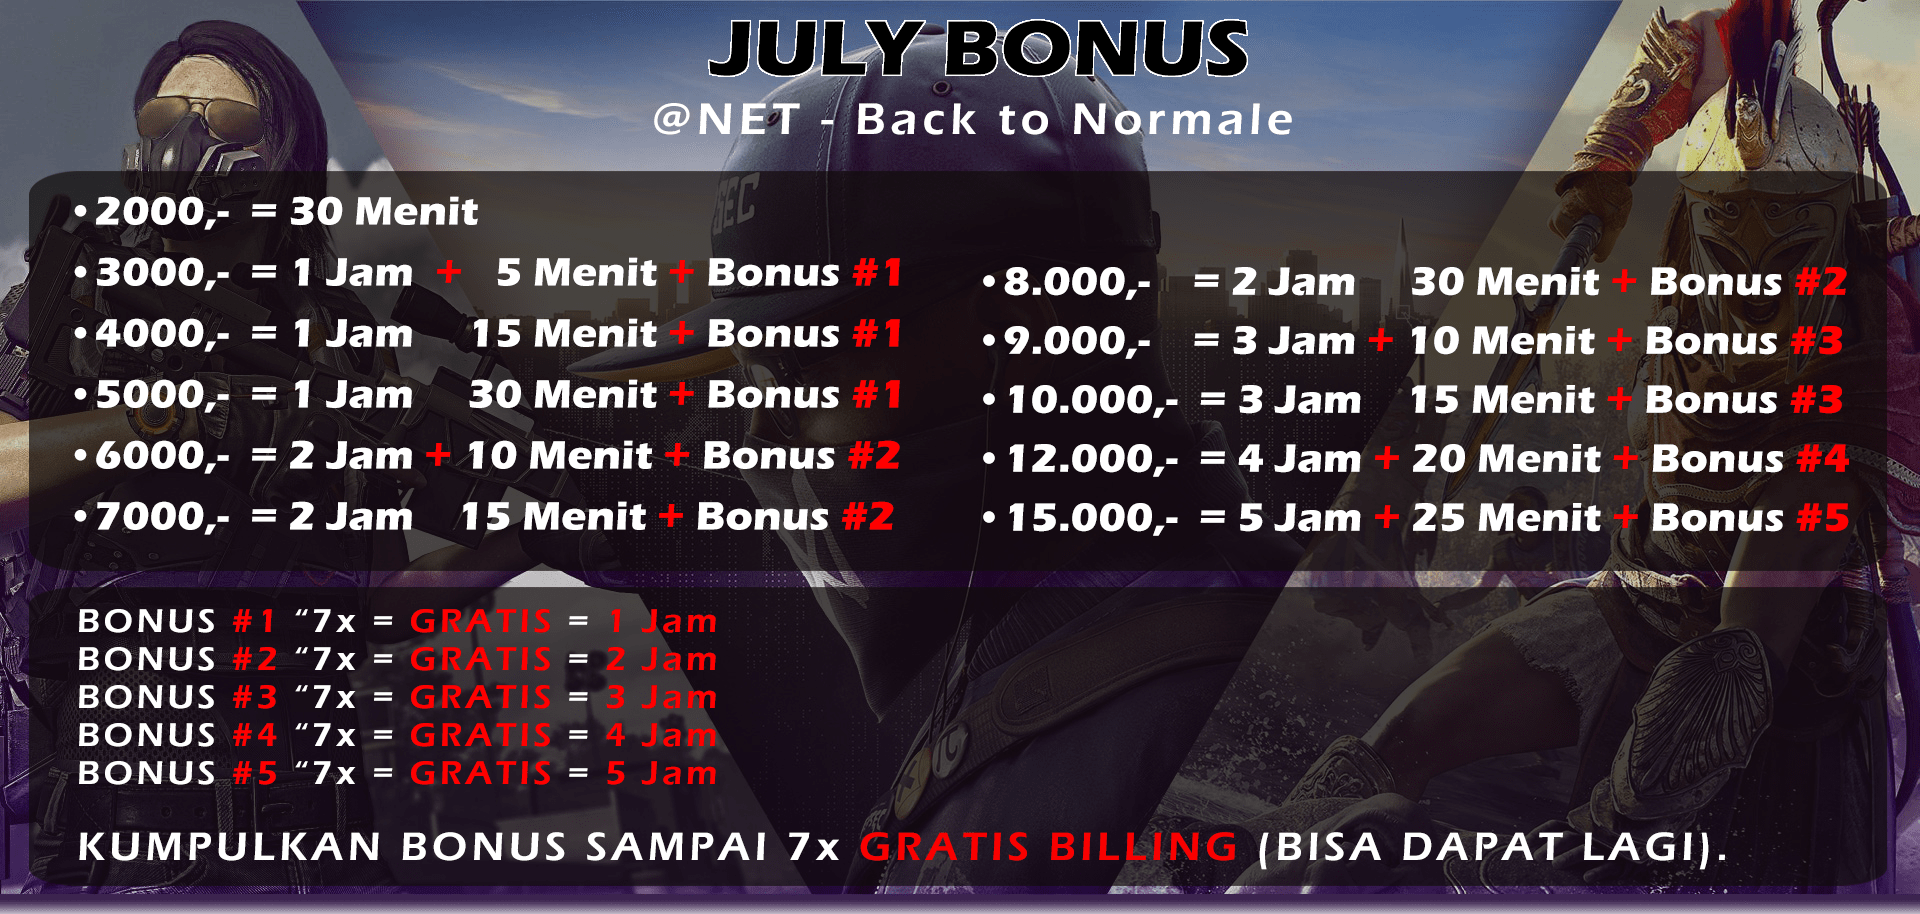 JULY BONUS
@NET - Back to Normale
• 2000,- = 30 Menit
• 3000,- = 1 Jam + 5 Menit + Bonus #1
• 4000,- = 1 Jam 15 Menit + Bonus #1
• 5000,- = 1 Jam 30 Menit + Bonus #1
• 6000,- = 2 Jam + 10 Menit + Bonus #2
• 7000,- = 2 Jam 15 Menit + Bonus #2
• 8.000,- = 2 Jam 30 Menit + Bonus #2
• 9.000,- = 3 Jam + 10 Menit + Bonus #3
• 10.000,- = 3 Jam 15 Menit + Bonus #3
• 12.000,- = 4 Jam + 20 Menit + Bonus #4
• 15.000,- = 5 Jam + 25 Menit + Bonus #5
BONUS #1 “7x = GRATIS = 1 Jam
BONUS #2 “7x = GRATIS = 2 Jam
BONUS #3 “7x = GRATIS = 3 Jam
BONUS #4 “7x = GRATIS = 4 Jam
BONUS #5 “7x = GRATIS = 5 Jam
KUMPULKAN BONUS SAMPAI 7x GRATIS BILLING (BISA DAPAT LAGI).